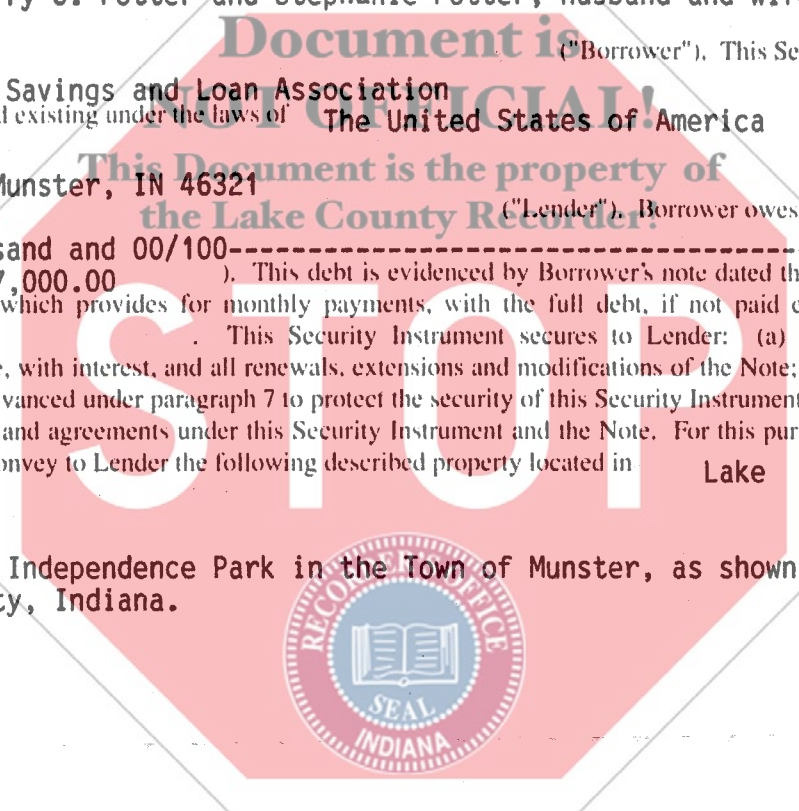 Stephanie Potter, husband and wife
Document is
("Borrower"). This Se
Savings and Loan Association
NOT OFFICIAL!
existing under the laws of The United States of America
This Document is the property of
Munster, IN 46321
the Lake County Recorder!
("Lender"). Borrower owes
sand and 00/100
7,000.00 ). This debt is evidenced by Borrower's note dated th
which provides for monthly payments, with the full debt, if not paid
. This Security Instrument secures to Lender: (a)
, with interest, and all renewals, extensions and modifications of the Note;
vanced under paragraph 7 to protect the security of this Security Instrument
and agreements under this Security Instrument and the Note. For this pur
onvey to Lender the following described property located in Lake
STOP
Independence Park in the Town of Munster, as shown
ty, Indiana.
RECORDER'S OFFICE
SEAL
INDIANA